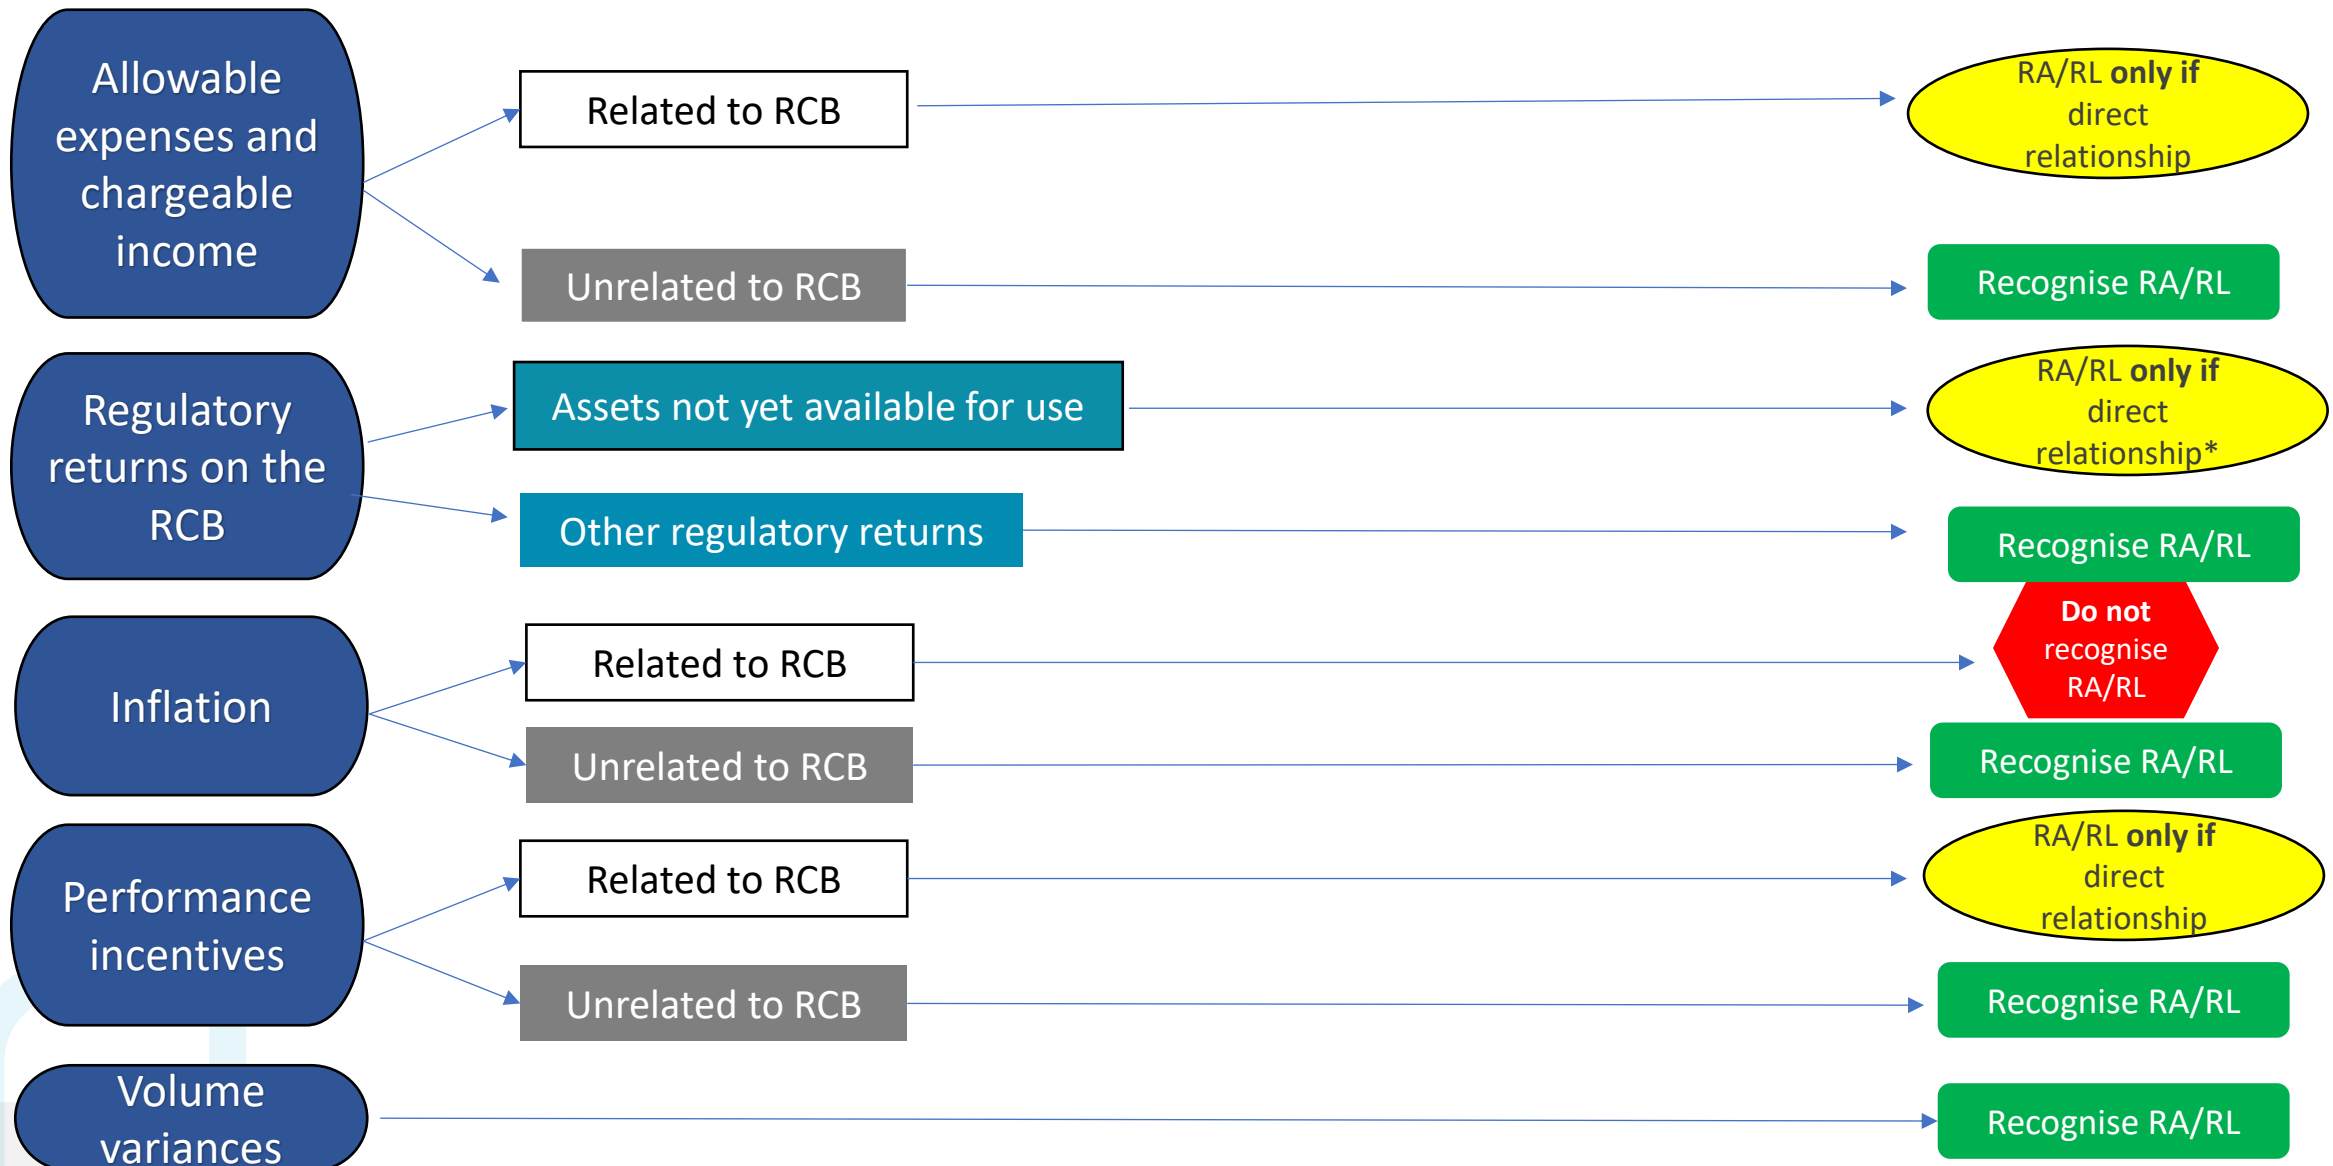 Allowable
expenses and
chargeable
income
Related to RCB
RA/RL only if
direct
relationship
Unrelated to RCB
Recognise RA/RL
Regulatory
returns on the
RCB
Assets not yet available for use
RA/RL only if
direct
relationship*
Other regulatory returns
Recognise RA/RL
Inflation
Related to RCB
Do not
recognise
RA/RL
Unrelated to RCB
Recognise RA/RL
Performance
incentives
Related to RCB
RA/RL only if
direct
relationship
Unrelated to RCB
Recognise RA/RL
Volume
variances
Recognise RA/RL